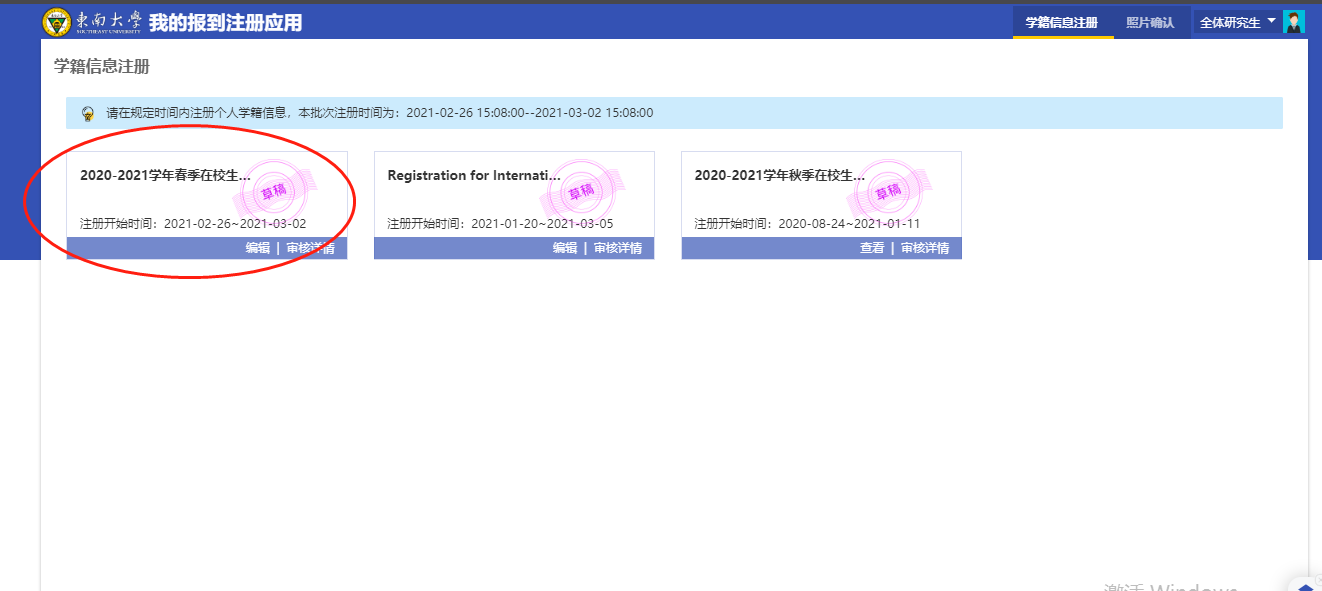 东南大学 我的报到注册应用 学籍信息注册 照片确认 全体研究生
SOUTHEAST UNIVERSITY
学籍信息注册
请在规定时间内注册个人学籍信息，本批次注册时间为：2021-02-26 15:08:00--2021-03-02 15:08:00
2020-2021学年春季在校生...
草稿
注册开始时间：2021-02-26~2021-03-02
编辑 | 审核详情
Registration for Internati...
草稿
注册开始时间：2021-01-20~2021-03-05
编辑 | 审核详情
2020-2021学年秋季在校生...
草稿
注册开始时间：2020-08-24~2021-01-11
查看 | 审核详情
激活 Windows